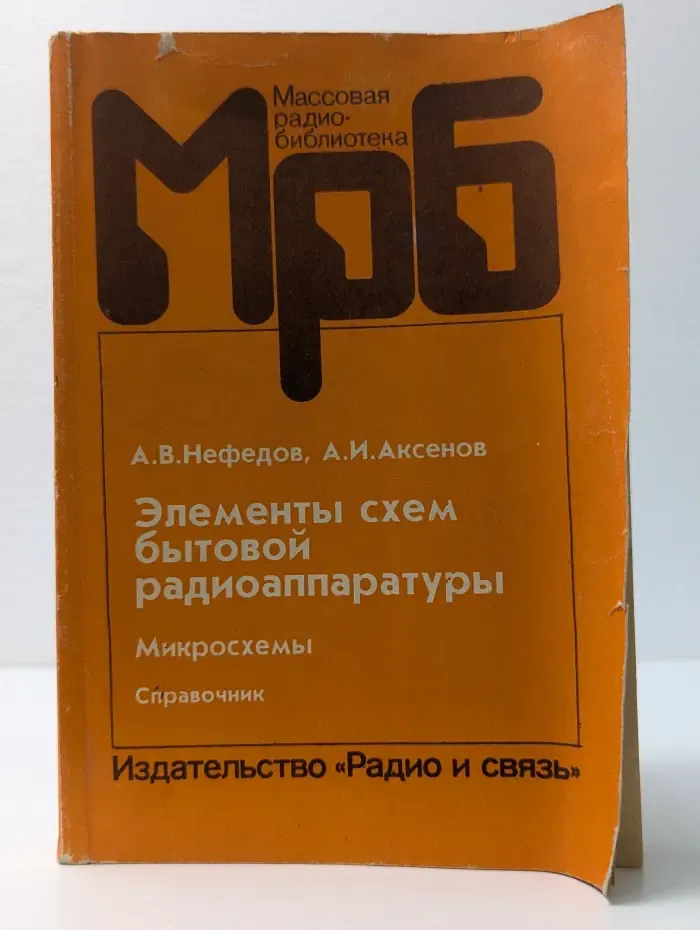 Мрб
Массовая
радио-
библиотека
А.В.Нефедов, А.И.Аксенов
Элементы схем
бытовой
радиоаппаратуры
Микросхемы
Справочник
Издательство «Радио и связь»